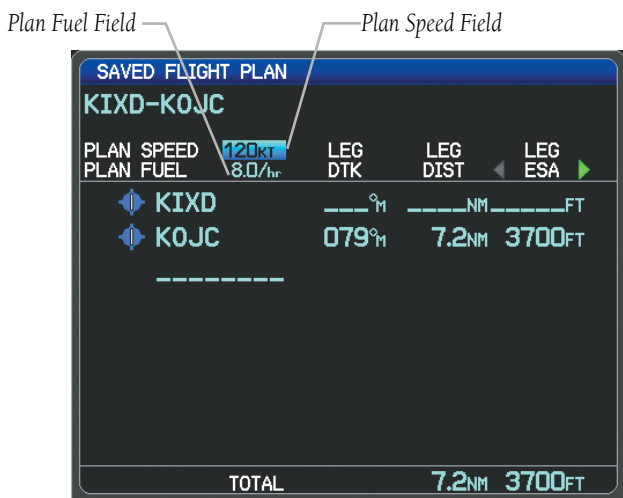 Plan Fuel Field Plan Speed Field
SAVED FLIGHT PLAN
KIXD-KOJC
PLAN SPEED 120KT LEG LEG LEG
PLAN FUEL 8.0/hr DTK DIST ESA
KIXD ___°M ____NM _____FT
KOJC 079°M 7.2NM 3700FT
_________
TOTAL 7.2NM 3700FT